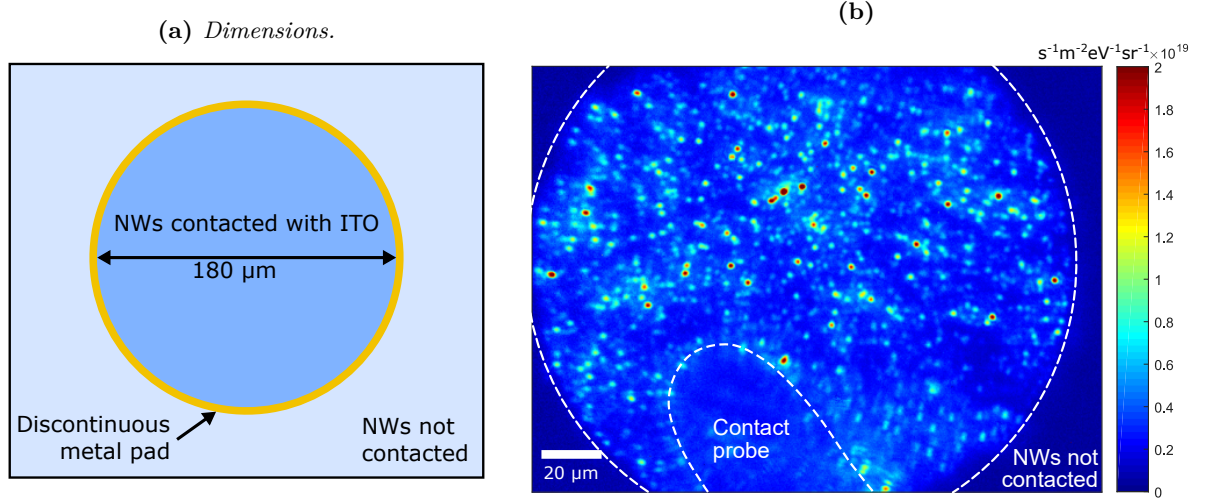 (a) Dimensions.
NWs contacted with ITO
180 µm
Discontinuous
metal pad
NWs not
contacted
(b)
s⁻¹m⁻²eV⁻¹sr⁻¹×10¹⁹
2
1.8
1.6
1.4
1.2
1
0.8
0.6
0.4
0.2
0
Contact
probe
20 µm
NWs not
contacted